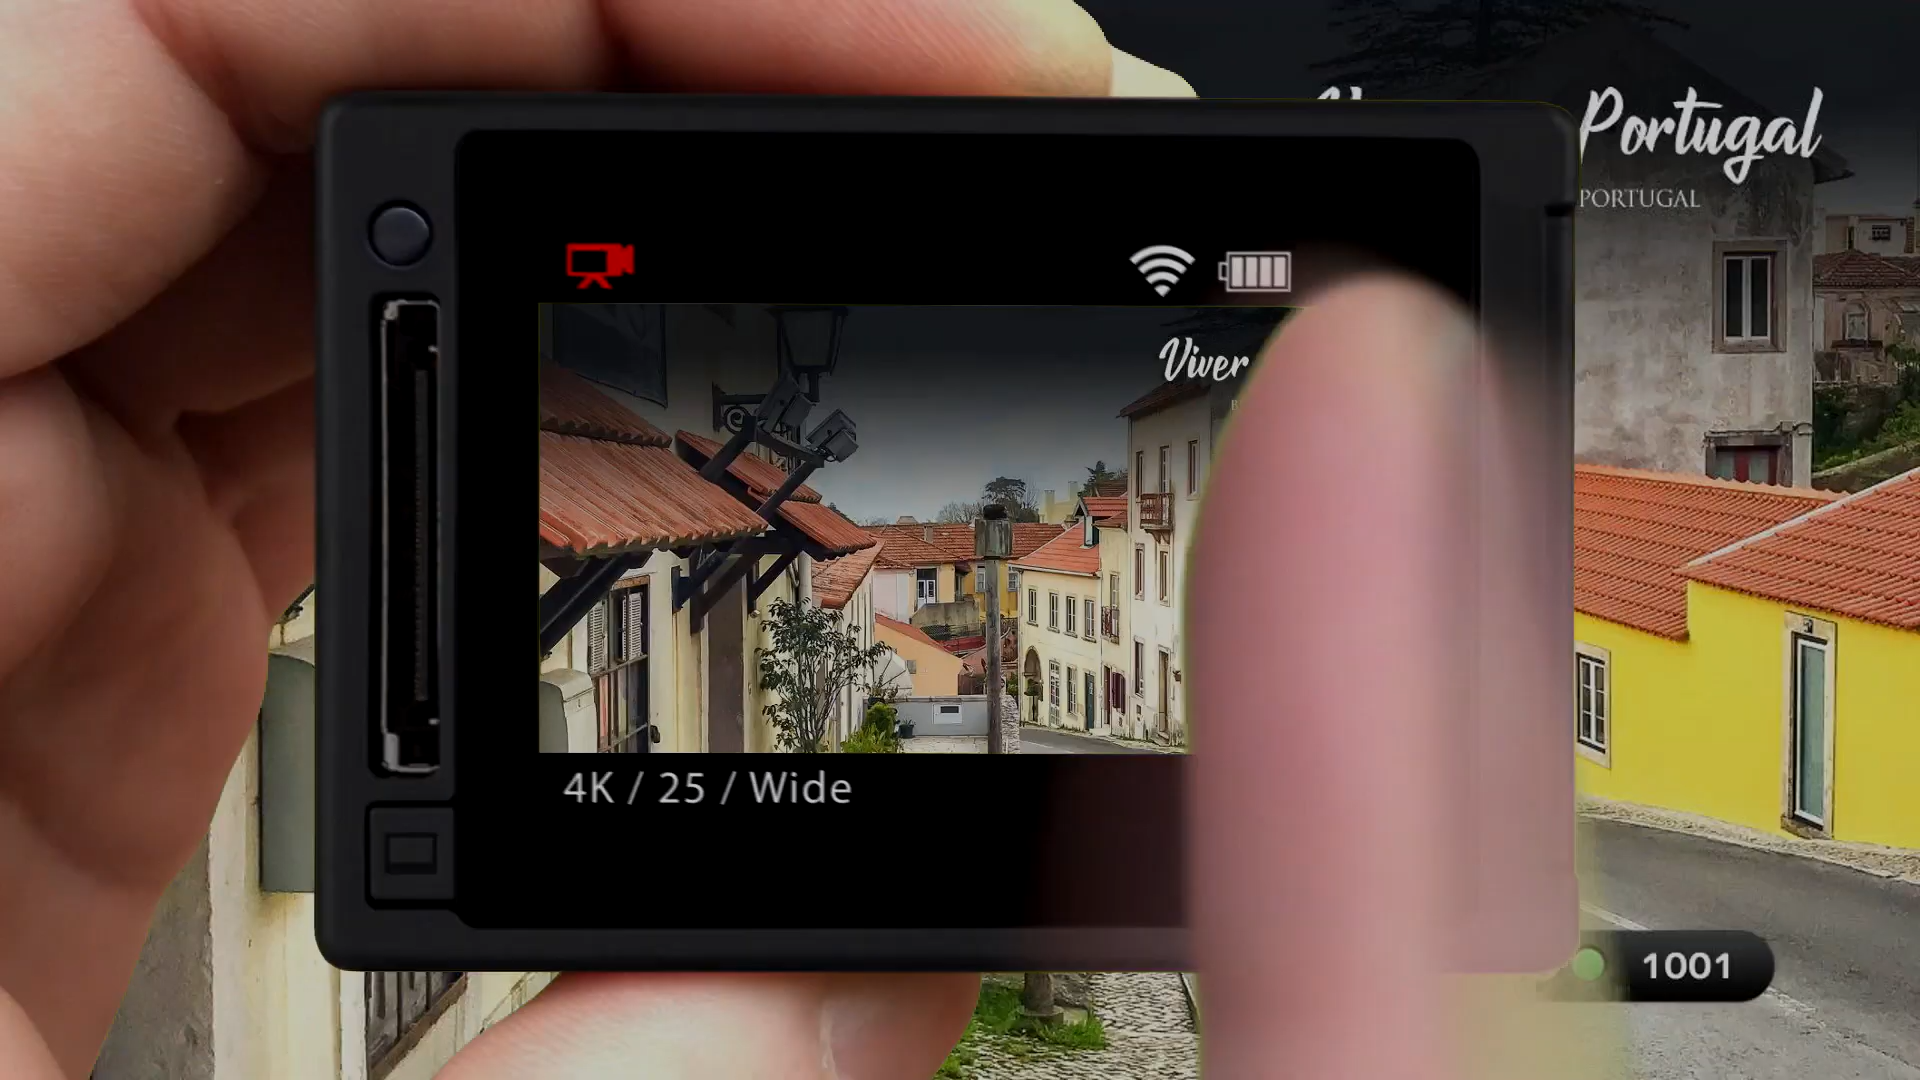 Portugal
PORTUGAL
Viver
4K / 25 / Wide
1001